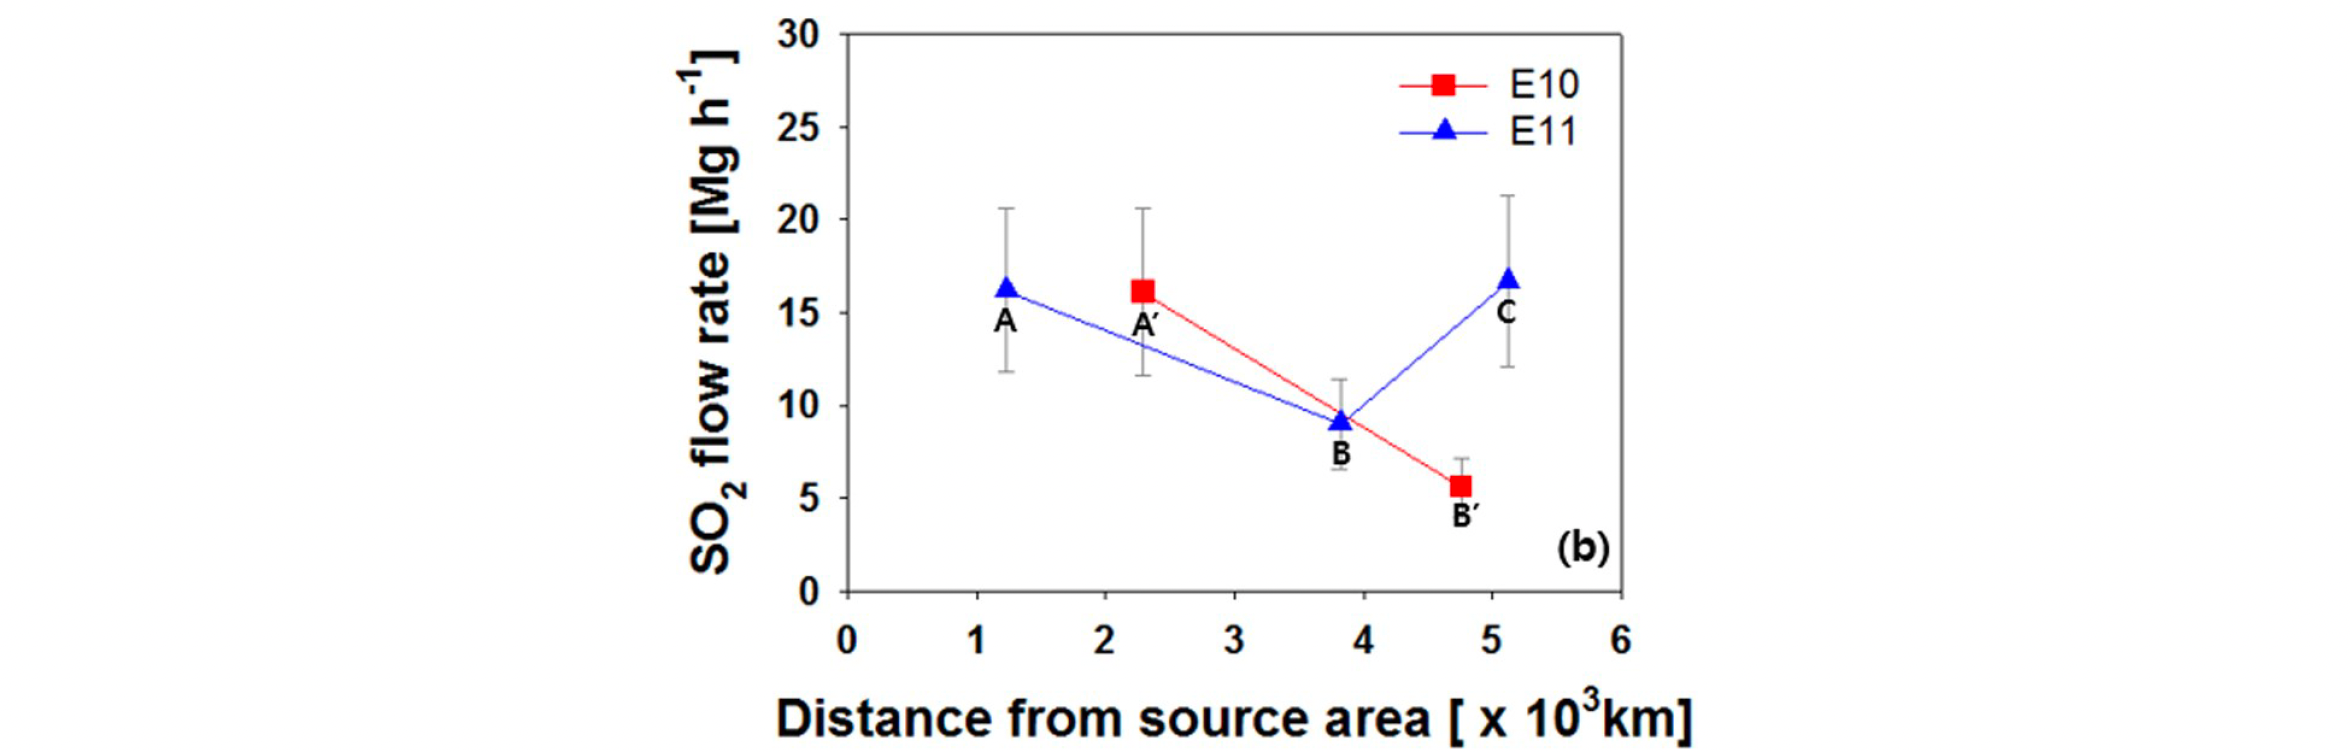 SO₂ flow rate [Mg h⁻¹]
30
25
20
15
10
5
0
E10
E11
A
A′
B
C
B′
(b)
0 1 2 3 4 5 6
Distance from source area [ x 10³km]